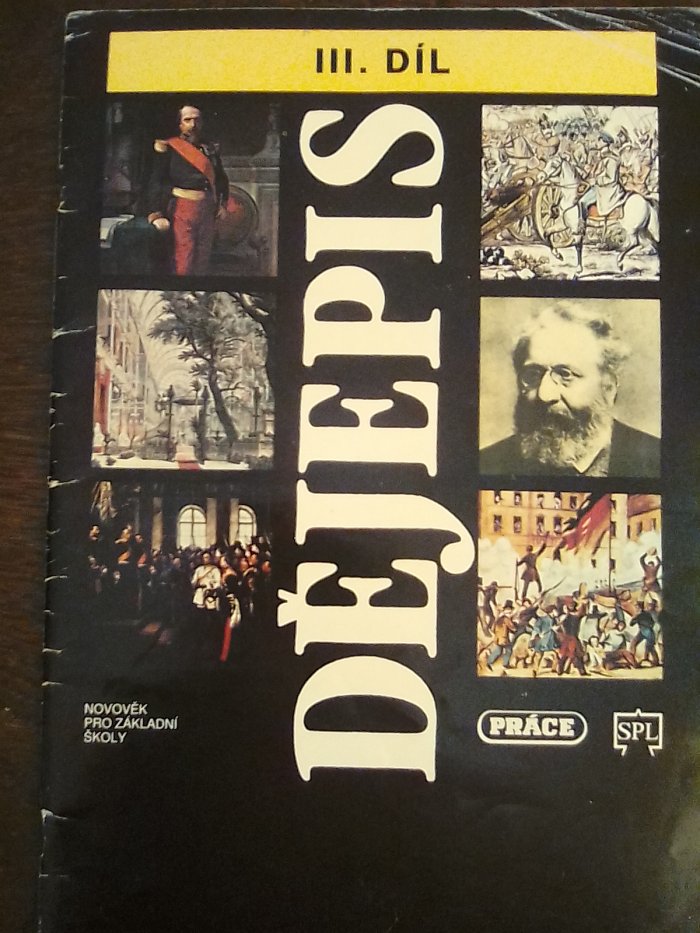 III. DÍL
DĚJEPIS
NOVOVĚK
PRO ZÁKLADNÍ
ŠKOLY
PRÁCE
SPL